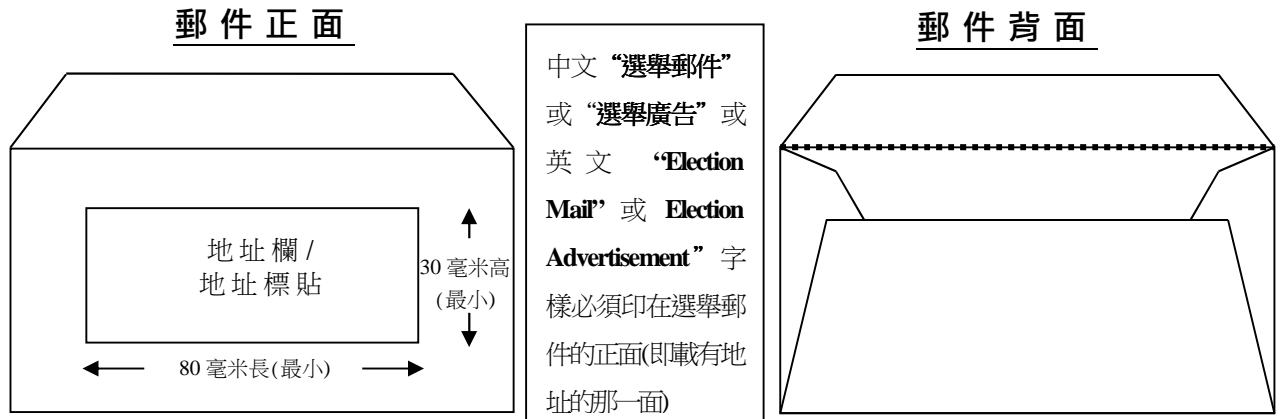 郵件正面
地址欄/
地址標貼
30 毫米高
(最小)
80 毫米長(最小)
中文“選舉郵件”
或“選舉廣告”或
英文 “Election
Mail” 或 Election
Advertisement”字
樣必須印在選舉郵
件的正面(即載有地
址的那一面)
郵件背面